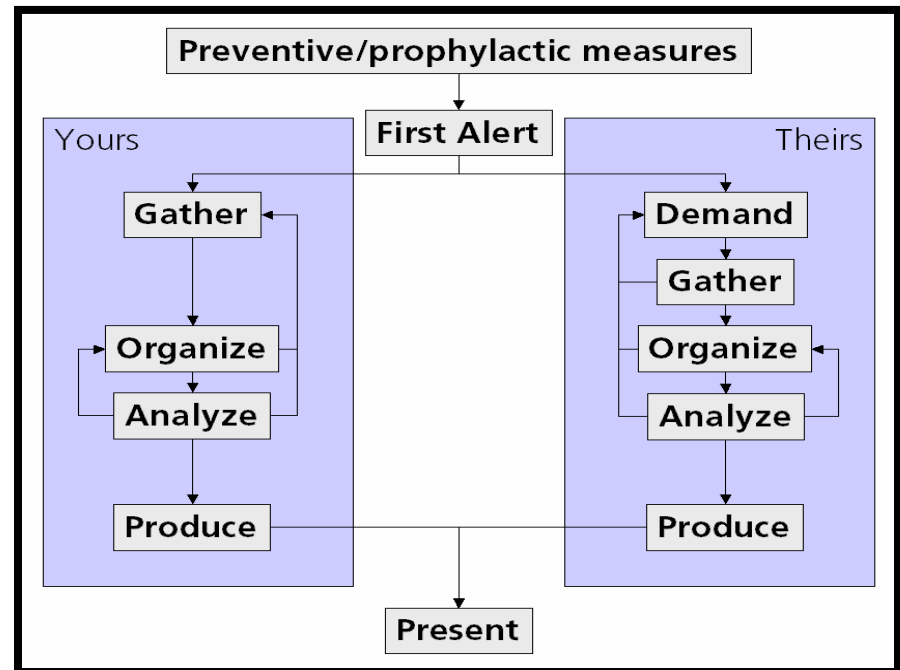 Preventive/prophylactic measures
First Alert
Yours
Gather
Organize
Analyze
Produce
Theirs
Demand
Gather
Organize
Analyze
Produce
Present